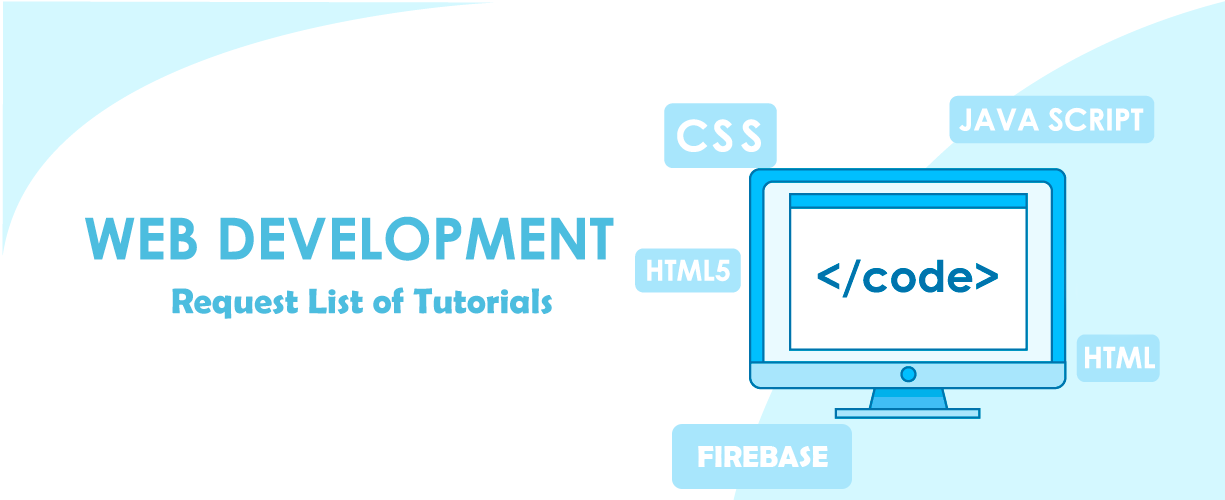 WEB DEVELOPMENT
Request List of Tutorials
CSS
JAVA SCRIPT
HTML5
</code>
HTML
FIREBASE